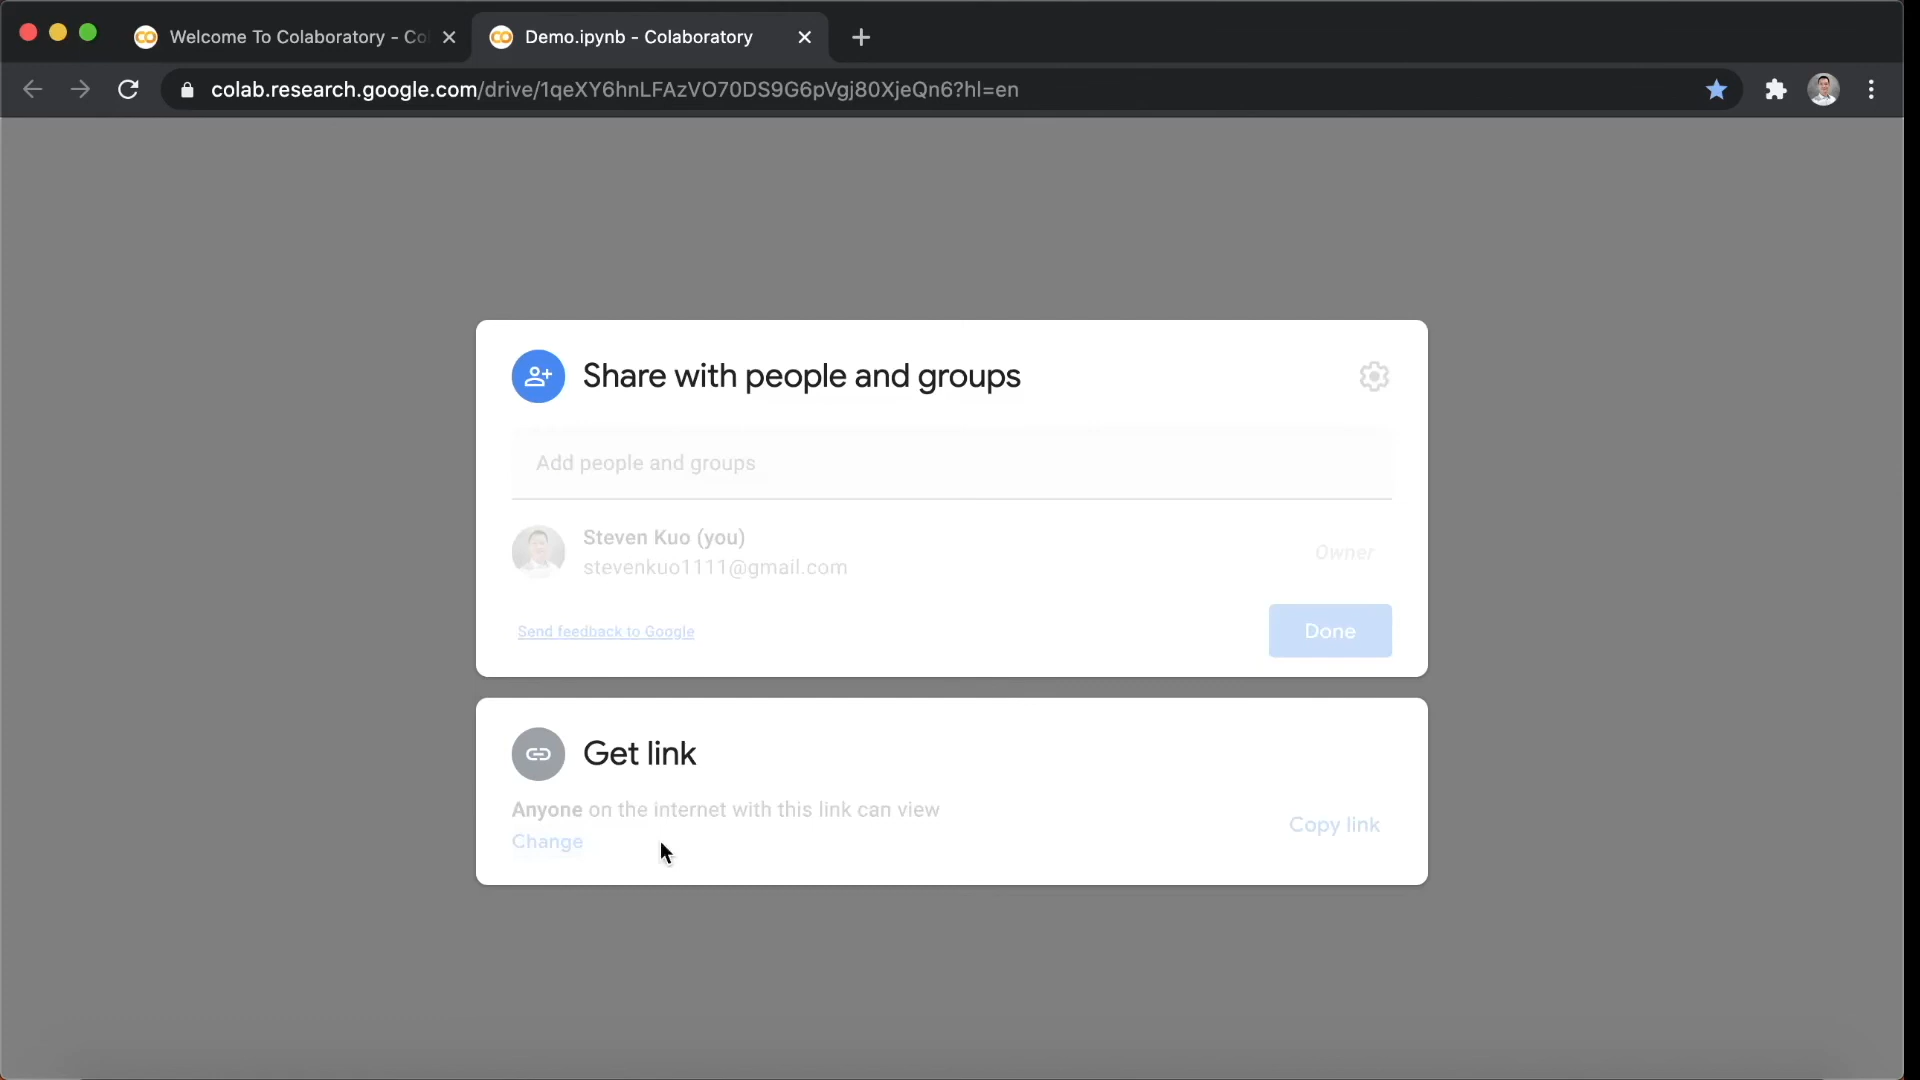 Welcome To Colaboratory - Co
Demo.ipynb - Colaboratory
colab.research.google.com/drive/1qeXY6hnLFAzVO70DS9G6pVgj80XjeQn6?hl=en
Share with people and groups
Add people and groups
Steven Kuo (you)
stevenkuo1111@gmail.com
Owner
Send feedback to Google
Done
Get link
Anyone on the internet with this link can view
Change
Copy link